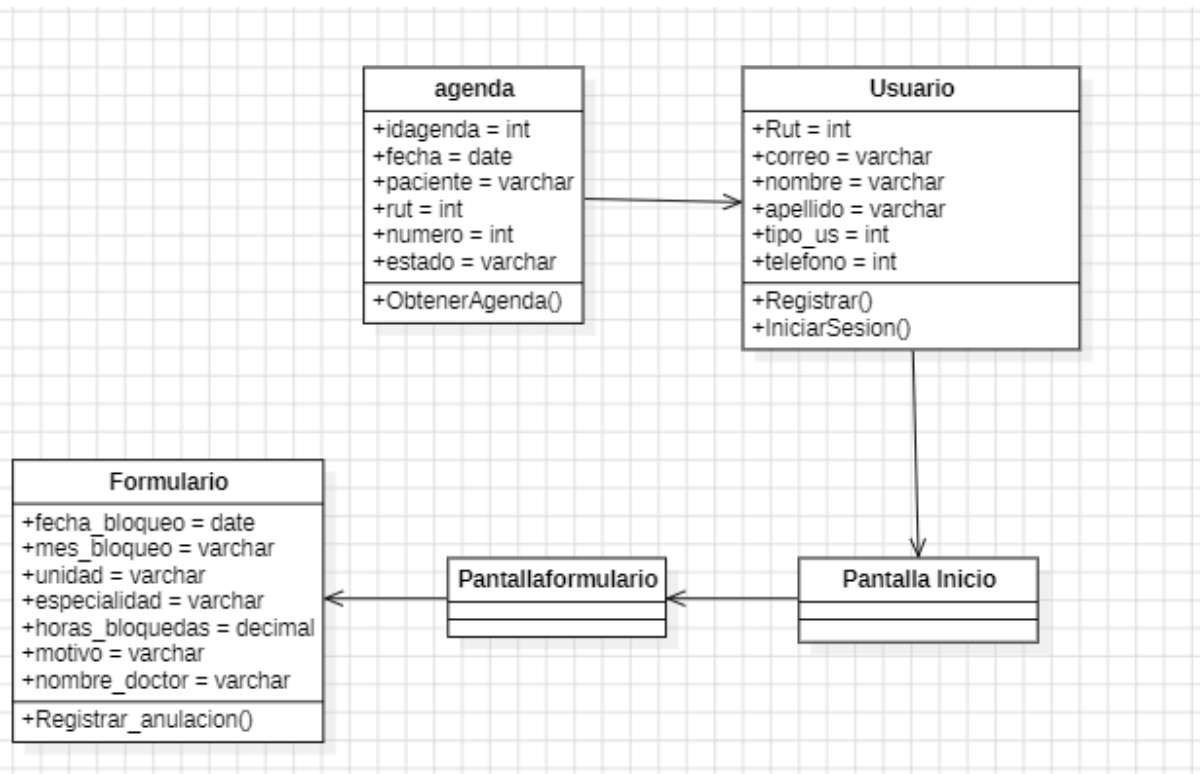 agenda
+idagenda = int
+fecha = date
+paciente = varchar
+rut = int
+numero = int
+estado = varchar
+ObtenerAgenda()
Usuario
+Rut = int
+correo = varchar
+nombre = varchar
+apellido = varchar
+tipo_us = int
+telefono = int
+Registrar()
+IniciarSesion()
Formulario
+fecha_bloqueo = date
+mes_bloqueo = varchar
+unidad = varchar
+especialidad = varchar
+horas_bloquedas = decimal
+motivo = varchar
+nombre_doctor = varchar
+Registrar_anulacion()
Pantallaformulario
Pantalla Inicio